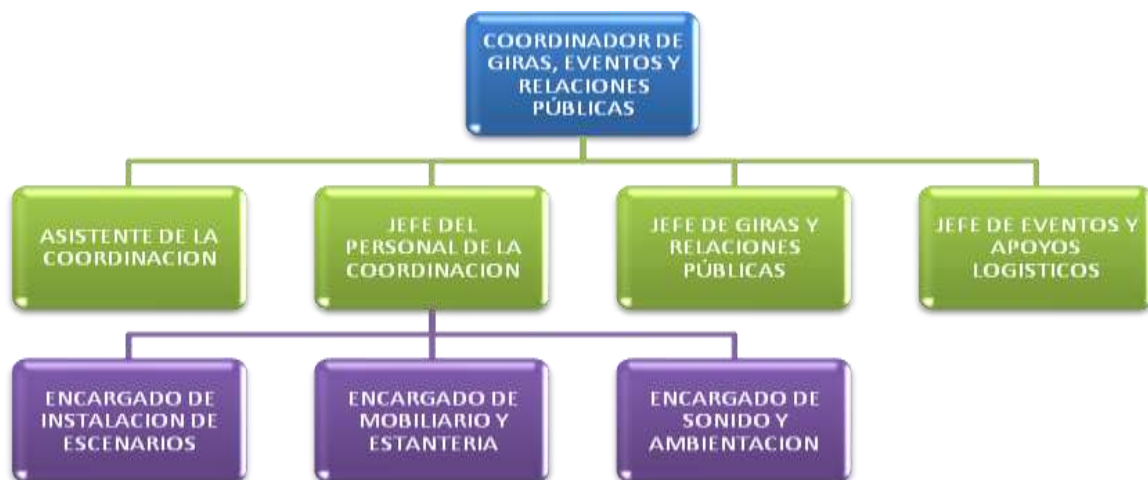 COORDINADOR DE
GIRAS, EVENTOS Y
RELACIONES
PÚBLICAS
ASISTENTE DE LA
COORDINACION
JEFE DEL
PERSONAL DE LA
COORDINACION
JEFE DE GIRAS Y
RELACIONES
PÚBLICAS
JEFE DE EVENTOS Y
APOYOS
LOGISTICOS
ENCARGADO DE
INSTALACION DE
ESCENARIOS
ENCARGADO DE
MOBILIARIO Y
ESTANTERIA
ENCARGADO DE
SONIDO Y
AMBIENTACION